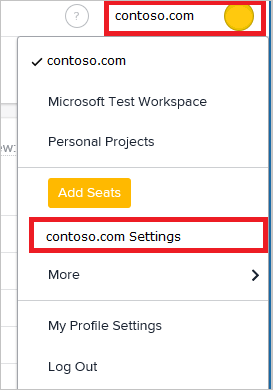 ? contoso.com
contoso.com
Microsoft Test Workspace
ew:
Personal Projects
Add Seats
contoso.com Settings
More
My Profile Settings
Log Out